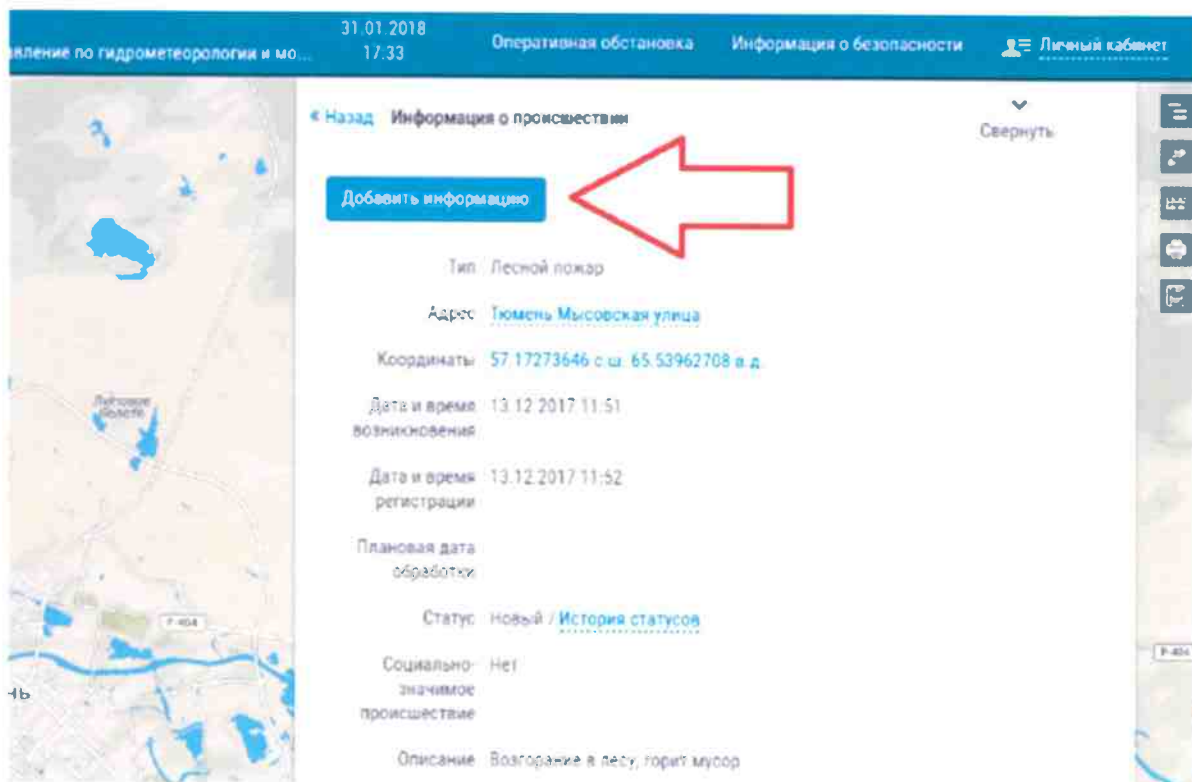 31.01.2018
17:33
авление по гидрометеорологии и мо...
Оперативная обстановка
Информация о безопасности
Личный кабинет
« Назад Информация о происшествии
Свернуть
Добавить информацию
Тип Лесной пожар
Адрес Тюмень Мысовская улица
Координаты 57.17273646 с.ш. 65.53962708 в.д.
Дата и время 13.12.2017 11:51
возникновения
Дата и время 13.12.2017 11:52
регистрации
Плановая дата
обработки
Статус Новый / История статусов
Социально- Нет
значимое
происшествие
Описание Возгорание в лесу, горит мусор
Р-404
Р-404
нь